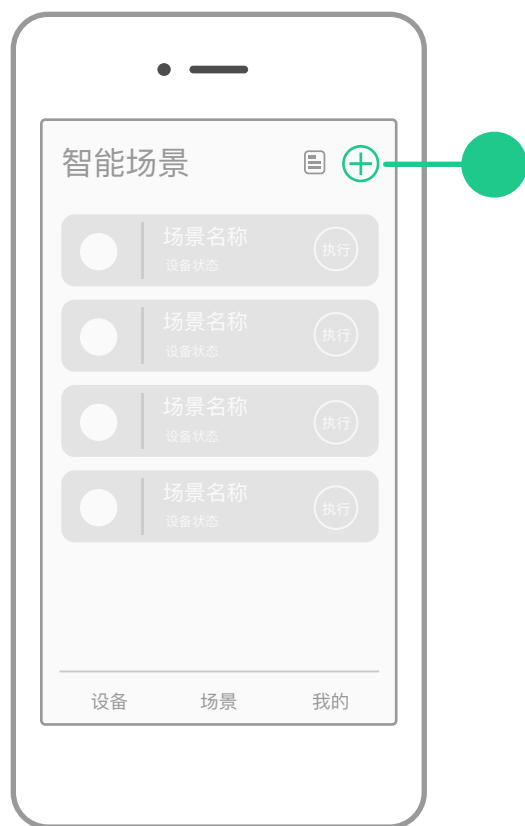 智能场景
场景名称
设备状态
执行
场景名称
设备状态
执行
场景名称
设备状态
执行
场景名称
设备状态
执行
设备 场景 我的